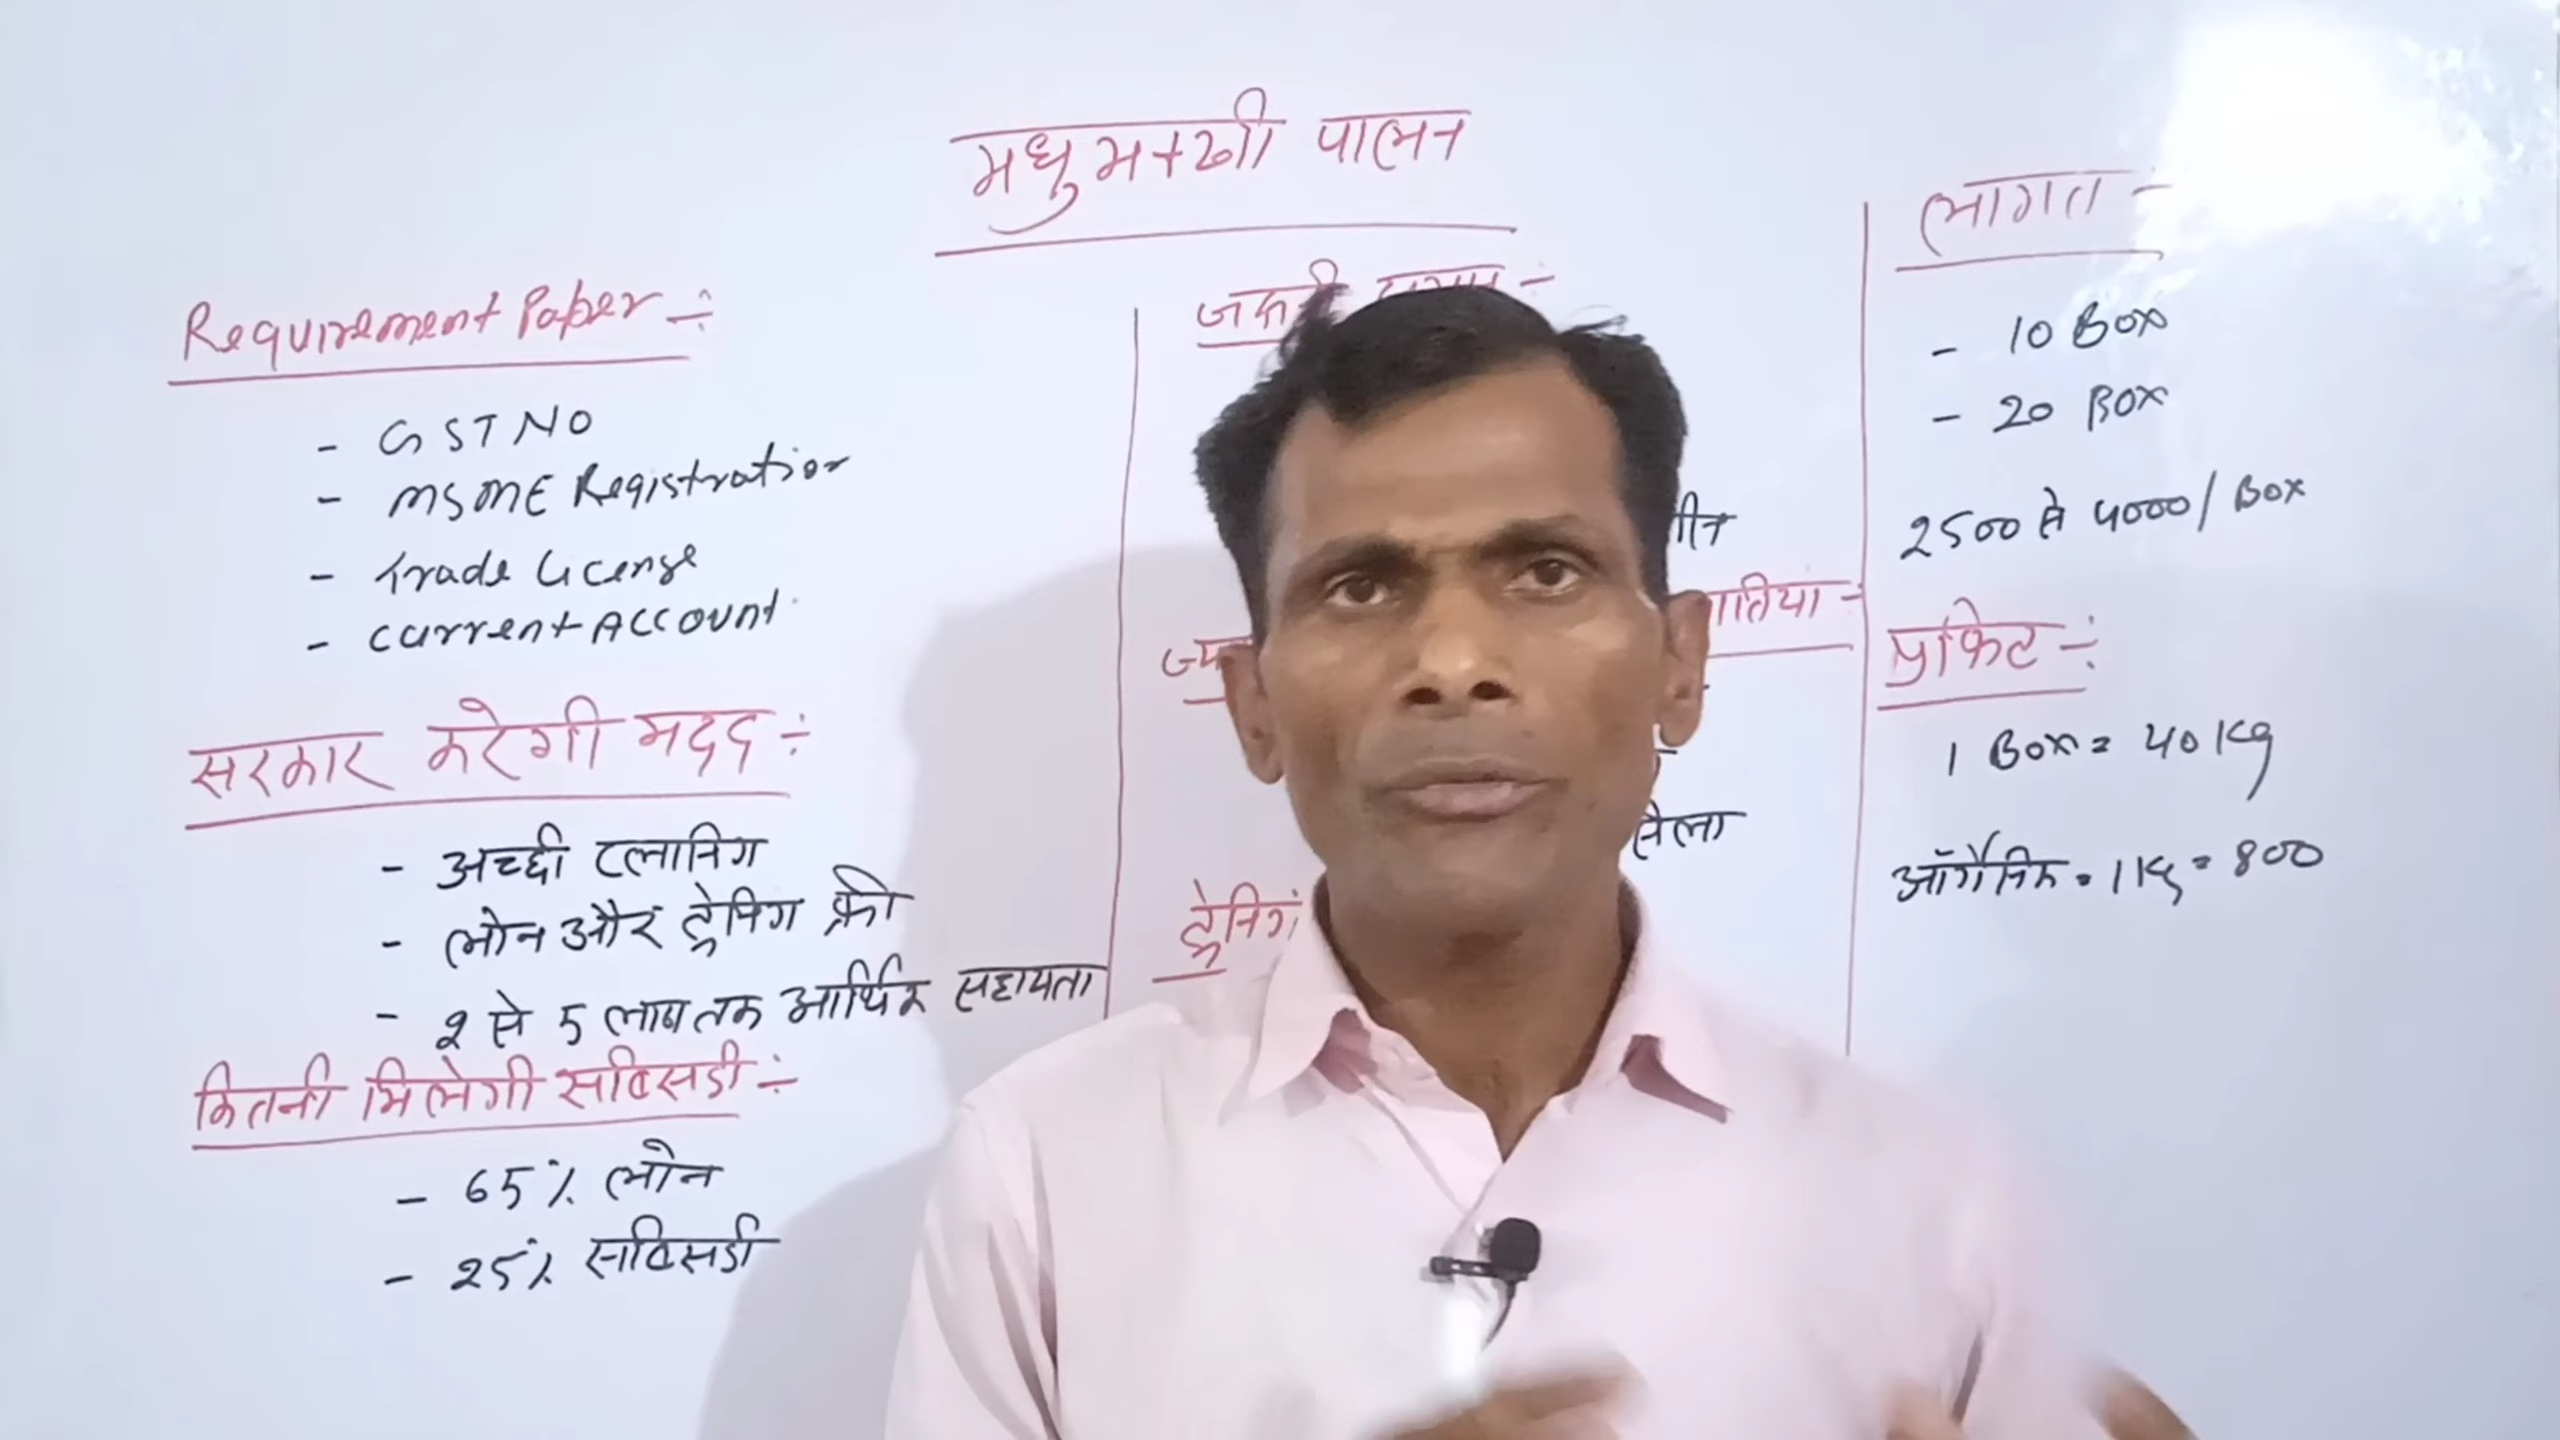 मधुमक्खी पालन
Requirement Paper ÷
- GST NO
- MSME Registration
- Trade License
- Current Account
सरकार करेगी मदद ÷
- अच्छी प्लानिग
- लोन और ट्रेनिग फ्री
- 2 से 5 लाख तक आर्थिक सहायता
कितनी मिलेगी सब्सिडी ÷
- 65% लोन
- 25% सब्सिडी
ट्रेनिगं
लागत -
- 10 Box
- 20 Box
2500 से 4000/Box
प्रॉफिट ÷
1 Box = 40 Kg
ऑर्गेनिक = 1 Kg = 800